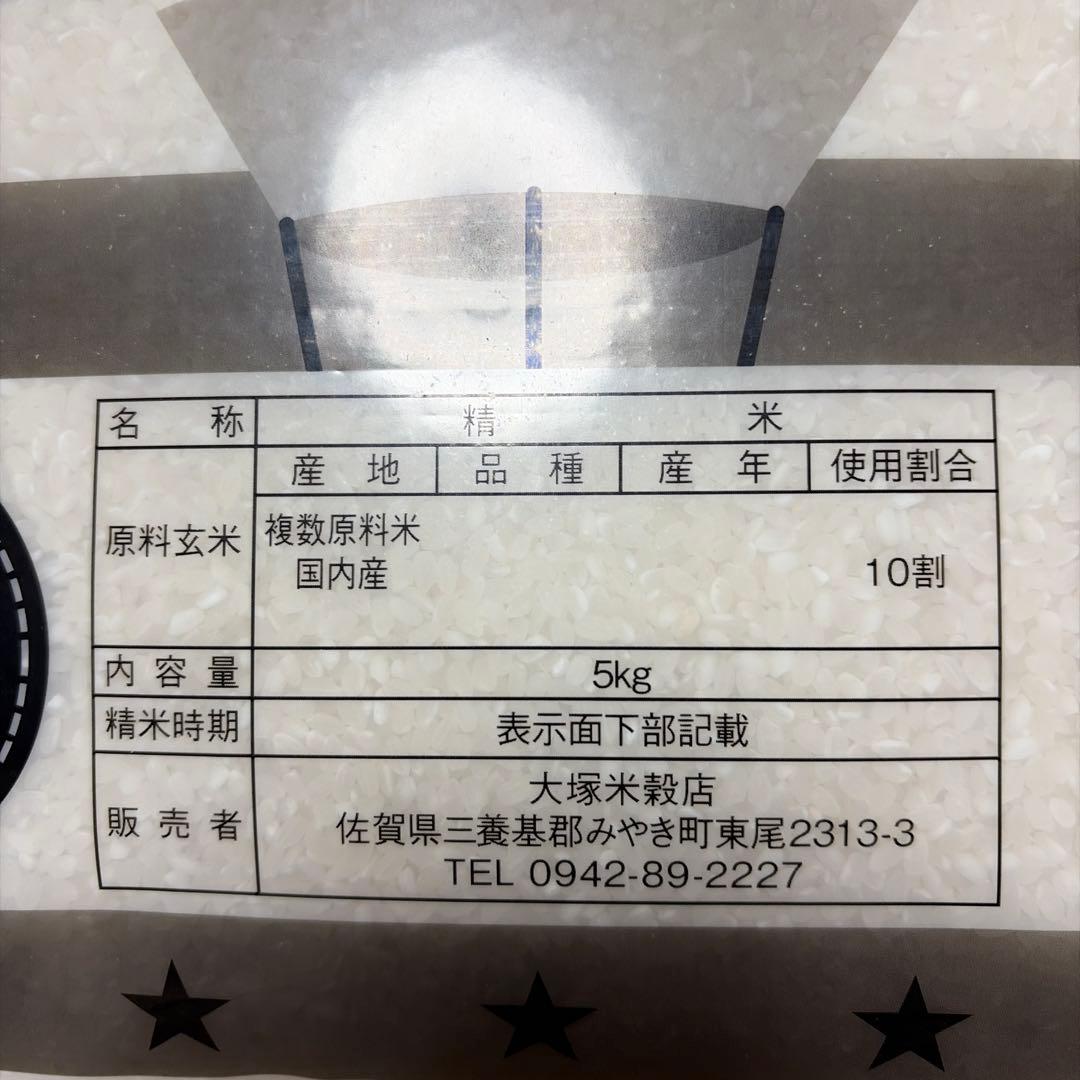 名称 精米
産地 品種 産年 使用割合
原料玄米 複数原料米
国内産 10割
内容量 5kg
精米時期 表示面下部記載
販売者 大塚米穀店
佐賀県三養基郡みやき町東尾2313-3
TEL 0942-89-2227